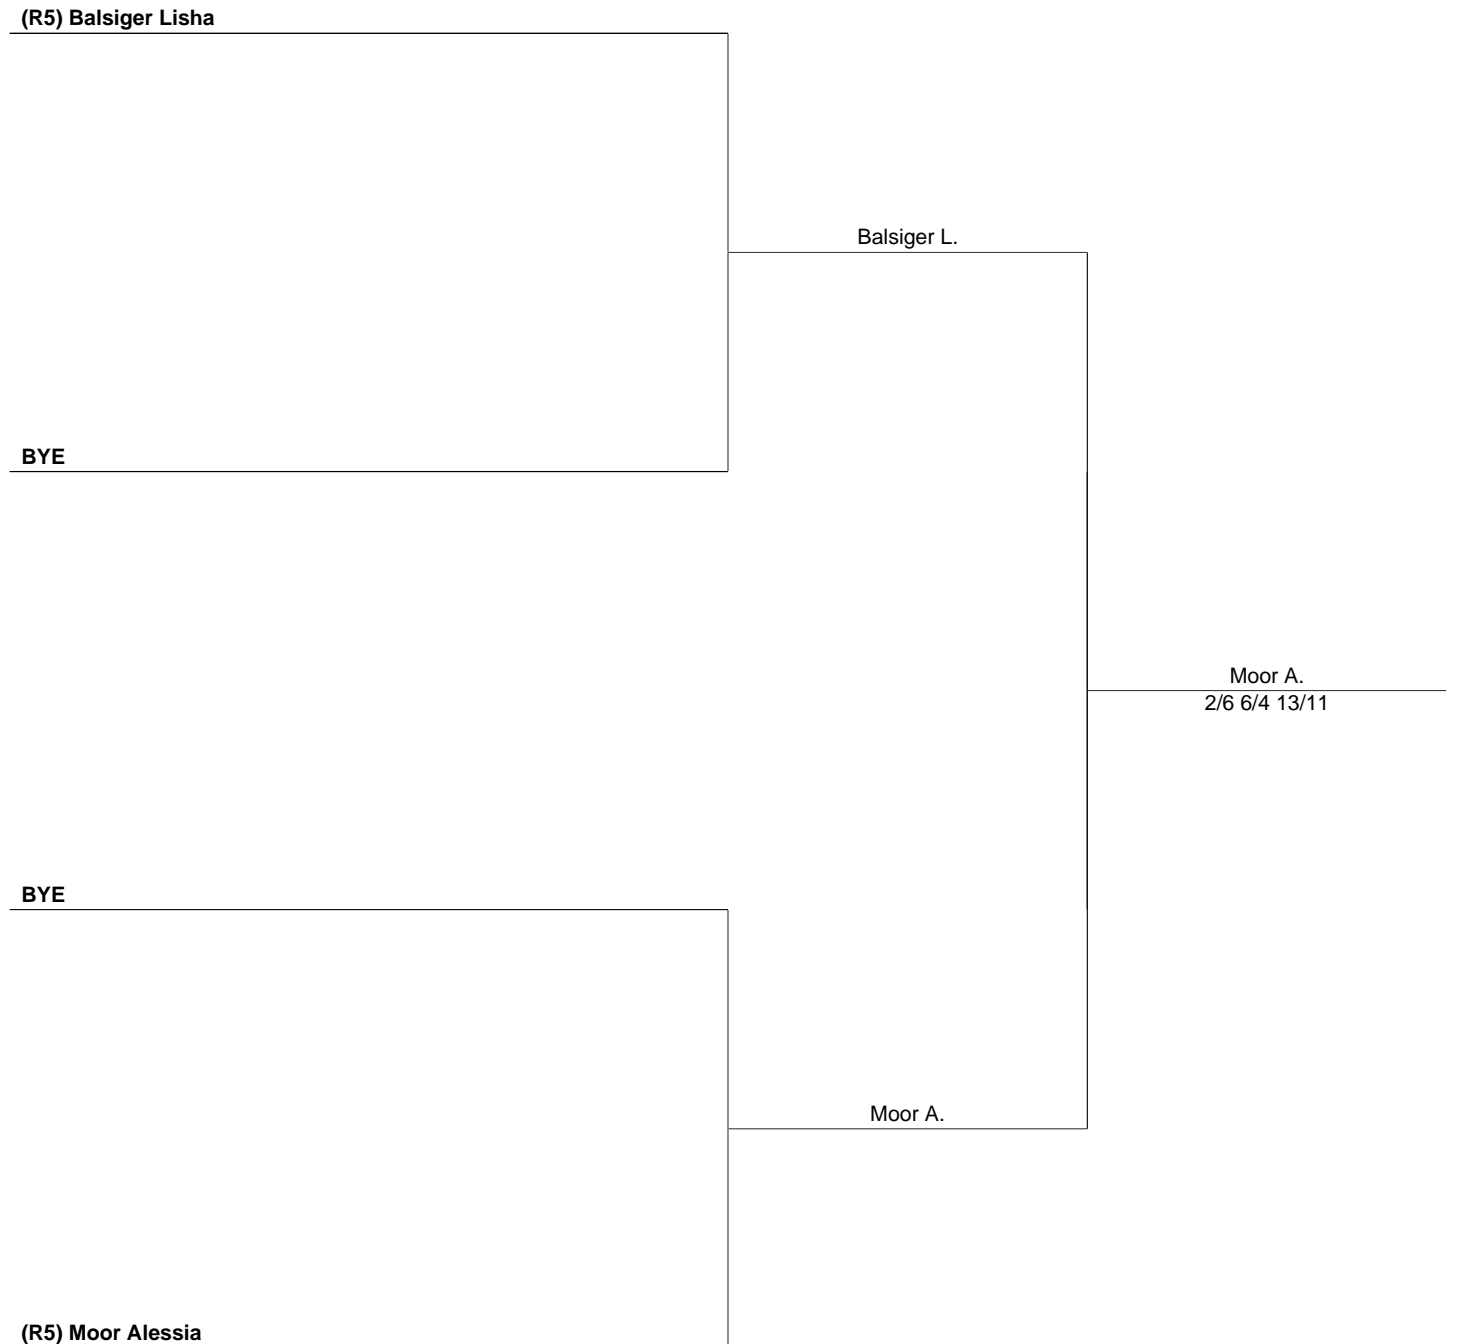 (R5) Balsiger Lisha
Balsiger L.
BYE
Moor A.
2/6 6/4 13/11
BYE
Moor A.
(R5) Moor Alessia